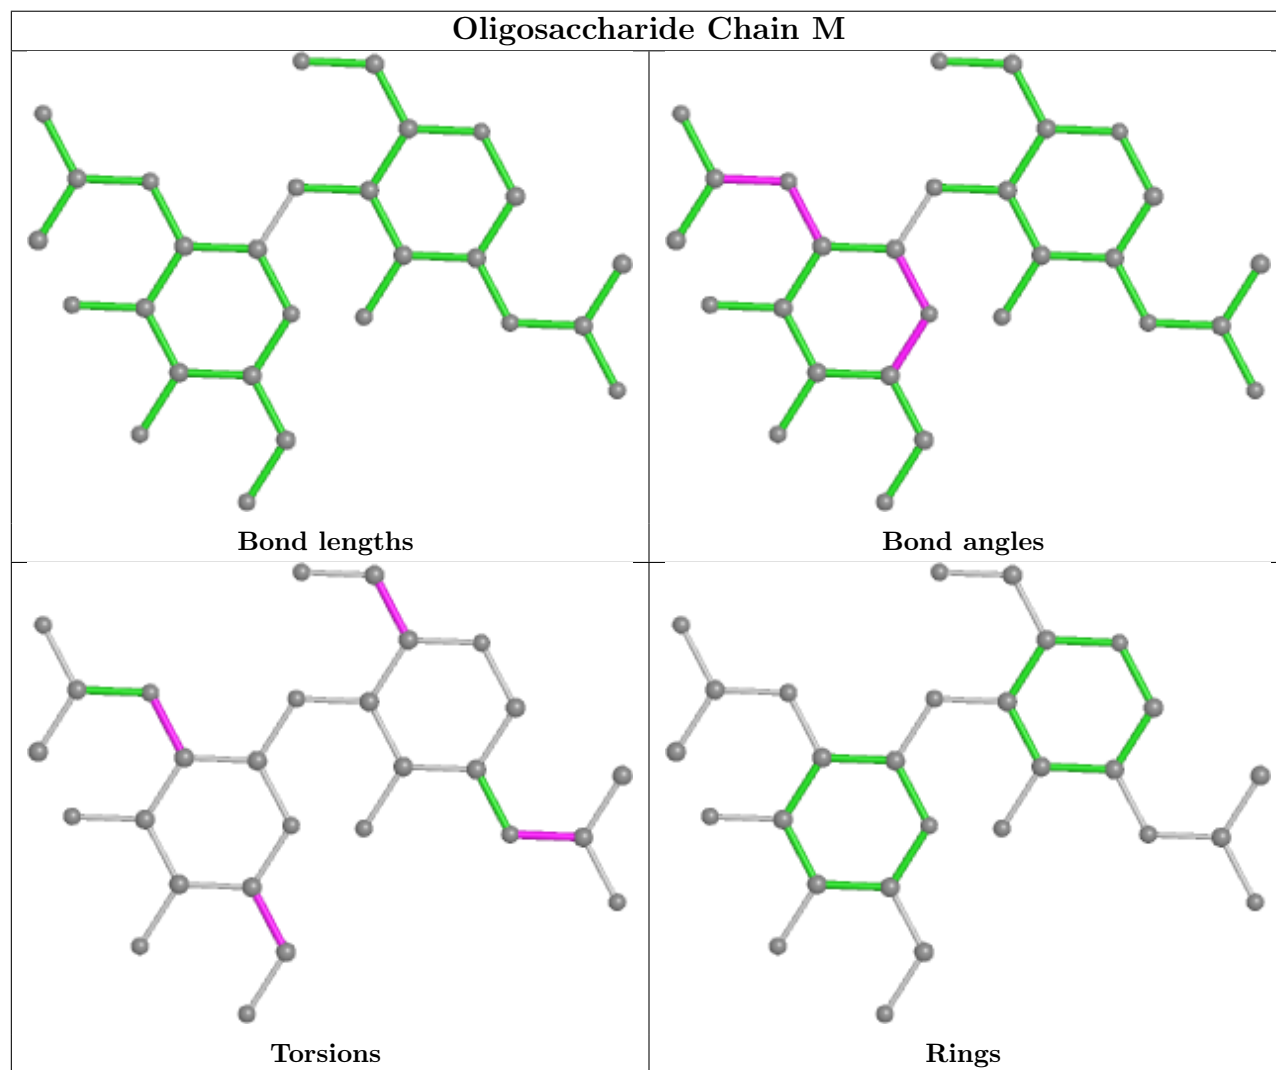 Oligosaccharide Chain M
Bond lengths
Bond angles
Torsions
Rings